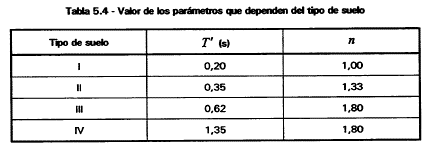 Tabla 5.4 - Valor de los parámetros que dependen del tipo de suelo
Tipo de suelo T' (s) n
I 0,20 1,00
II 0,35 1,33
III 0,62 1,80
IV 1,35 1,80